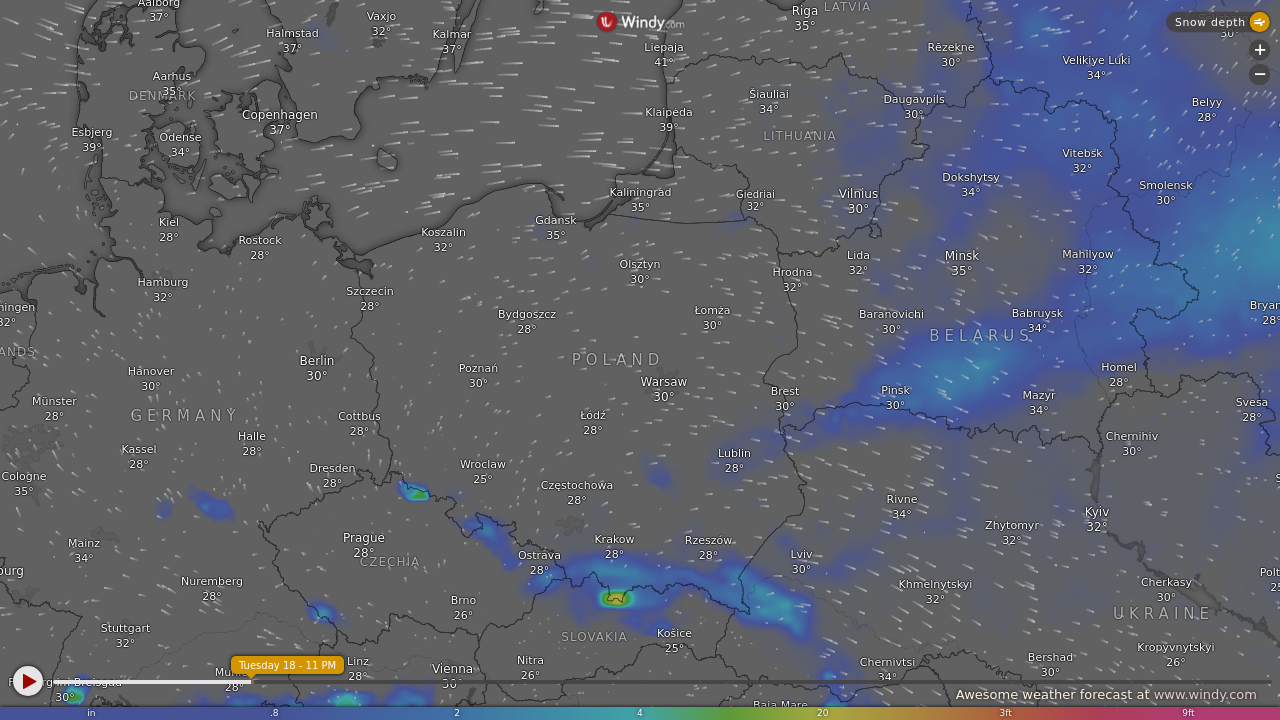 Aalborg
37°
Vaxjo
32°
Riga
35°
LATVIA
Windy.com
Snow depth
30°
Halmstad
37°
Kalmar
37°
Liepaja
41°
Rēzekne
30°
Velikiye Luki
34°
+
−
Aarhus
35°
DENMARK
Šiauliai
34°
Daugavpils
30°
Belyy
28°
Copenhagen
37°
Klaipėda
39°
Esbjerg
39°
Odense
34°
LITHUANIA
Vitebsk
32°
Dokshytsy
34°
Smolensk
30°
Kaliningrad
35°
Giedriai
32°
Vilnius
30°
Kiel
28°
Gdansk
35°
Koszalin
32°
Rostock
28°
Lida
32°
Minsk
35°
Mahilyow
32°
Olsztyn
30°
Hrodna
32°
Hamburg
32°
Szczecin
28°
ningen
32°
Bydgoszcz
28°
Łomża
30°
Baranovichi
30°
Babruysk
34°
Bryan
28°
BELARUS
ANDS
POLAND
Berlin
30°
Hanover
30°
Poznań
30°
Warsaw
30°
Homel
28°
Brest
30°
Pinsk
30°
Mazyr
34°
Münster
28°
GERMANY
Cottbus
28°
Łódź
28°
Svesa
28°
Halle
28°
Chernihiv
30°
Kassel
28°
Lublin
28°
Dresden
28°
Wroclaw
25°
Cologne
35°
Częstochowa
28°
Rivne
34°
Kyiv
32°
Zhytomyr
32°
Prague
28°
CZECHIA
Mainz
34°
Krakow
28°
Rzeszow
28°
Ostrava
28°
Lviv
30°
burg
Nuremberg
28°
Khmelnytskyi
32°
Cherkasy
30°
Polt
25
Brno
26°
UKRAINE
Stuttgart
32°
SLOVAKIA
Košice
25°
Kropyvnytskyi
26°
Tuesday 18 - 11 PM
Linz
28°
Vienna
30°
Nitra
26°
Chernivtsi
34°
Bershad
30°
28°
30°
Baia Mare
Awesome weather forecast at www.windy.com
in
.8
2
4
20
3ft
9ft